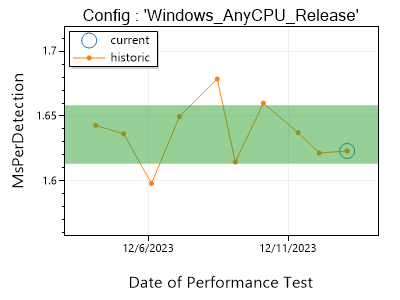 Config : 'Windows_AnyCPU_Release'
current
historic
1.7
1.65
1.6
MsPerDetection
12/6/2023
12/11/2023
Date of Performance Test